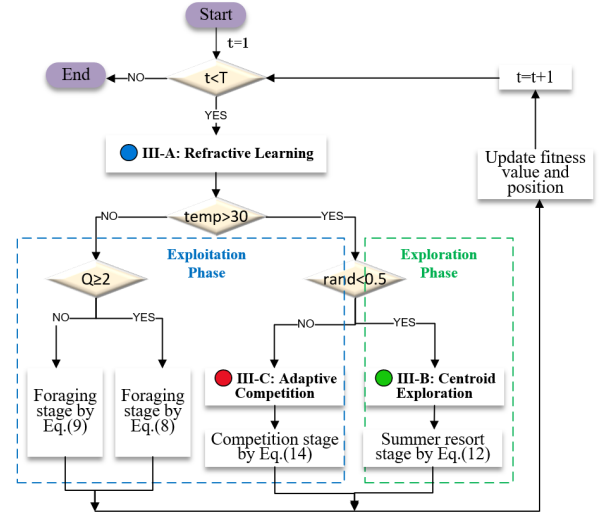 Start
t=1
End
NO
t<T
t=t+1
YES
III-A: Refractive Learning
Update fitness
value and
position
NO
temp>30
YES
Exploitation
Phase
Exploration
Phase
Q≥2
rand<0.5
NO
YES
NO
YES
Foraging
stage by
Eq.(9)
Foraging
stage by
Eq.(8)
III-C: Adaptive
Competition
III-B: Centroid
Exploration
Competition stage
by Eq.(14)
Summer resort
stage by Eq.(12)